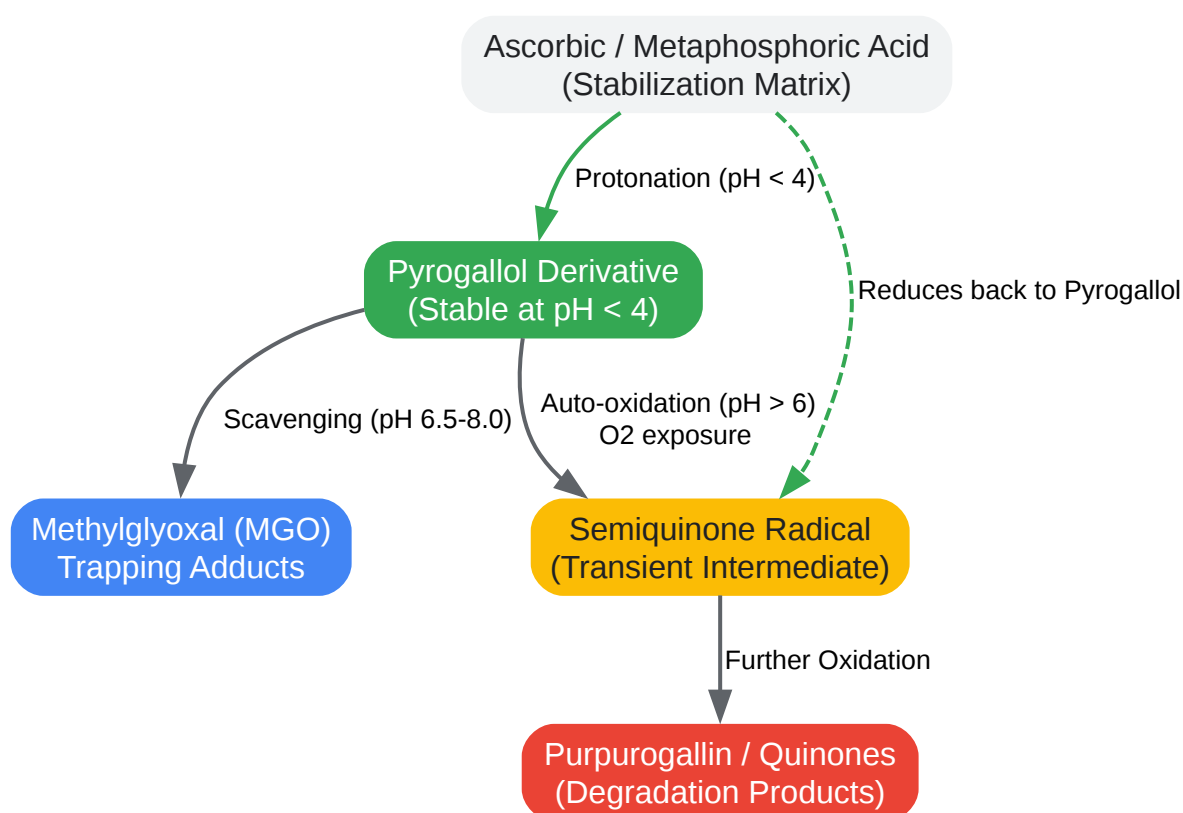 Ascorbic / Metaphosphoric Acid
(Stabilization Matrix)
Protonation (pH < 4)
Pyrogallol Derivative
(Stable at pH < 4)
Reduces back to Pyrogallol
Scavenging (pH 6.5-8.0)
Auto-oxidation (pH > 6)
O2 exposure
Methylglyoxal (MGO)
Trapping Adducts
Semiquinone Radical
(Transient Intermediate)
Further Oxidation
Purpurogallin / Quinones
(Degradation Products)